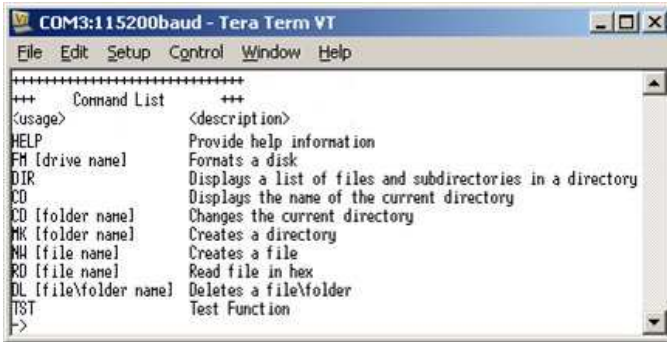 COM3:115200baud - Tera Term VT
File Edit Setup Control Window Help
++++++++++++++++++++++++++++++
+++ Command List +++
<usage> <description>
HELP Provide help information
FM [drive name] Formats a disk
DIR Displays a list of files and subdirectories in a directory
CD Displays the name of the current directory
CD [folder name] Changes the current directory
MK [folder name] Creates a directory
NW [file name] Creates a file
RD [file name] Read file in hex
DL [file\folder name] Deletes a file\folder
TST Test Function
->